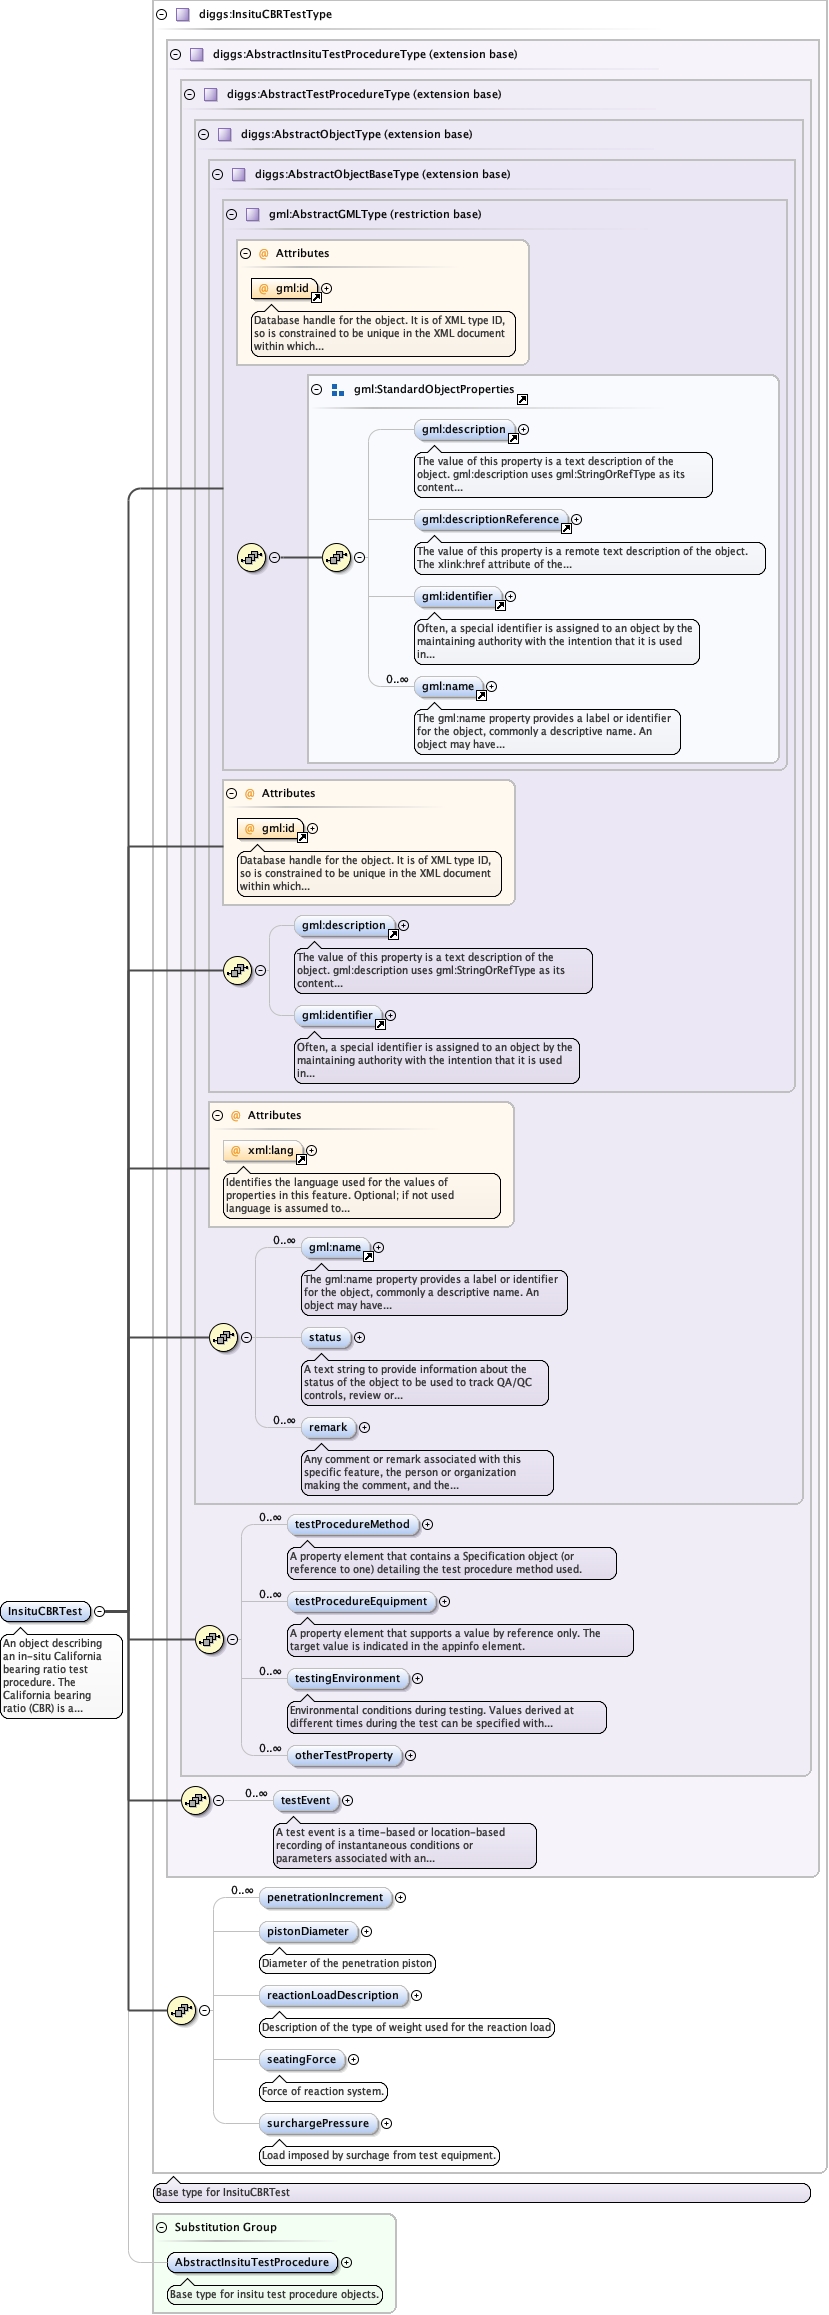 diggs:InsituCBRTestType
diggs:AbstractInsituTestProcedureType (extension base)
diggs:AbstractTestProcedureType (extension base)
diggs:AbstractObjectType (extension base)
diggs:AbstractObjectBaseType (extension base)
gml:AbstractGMLType (restriction base)
@ Attributes
@ gml:id
Database handle for the object. It is of XML type ID,
so is constrained to be unique in the XML document
within which...
gml:StandardObjectProperties
gml:description
The value of this property is a text description of the
object. gml:description uses gml:StringOrRefType as its
content...
gml:descriptionReference
The value of this property is a remote text description of the object.
The xlink:href attribute of the...
gml:identifier
Often, a special identifier is assigned to an object by the
maintaining authority with the intention that it is used
in...
0..∞
gml:name
The gml:name property provides a label or identifier
for the object, commonly a descriptive name. An
object may have...
@ Attributes
@ gml:id
Database handle for the object. It is of XML type ID,
so is constrained to be unique in the XML document
within which...
gml:description
The value of this property is a text description of the
object. gml:description uses gml:StringOrRefType as its
content...
gml:identifier
Often, a special identifier is assigned to an object by the
maintaining authority with the intention that it is used
in...
@ Attributes
@ xml:lang
Identifies the language used for the values of
properties in this feature. Optional; if not used
language is assumed to...
0..∞
gml:name
The gml:name property provides a label or identifier
for the object, commonly a descriptive name. An
object may have...
status
A text string to provide information about the
status of the object to be used to track QA/QC
controls, review or...
0..∞
remark
Any comment or remark associated with this
specific feature, the person or organization
making the comment, and the...
0..∞
testProcedureMethod
A property element that contains a Specification object (or
reference to one) detailing the test procedure method used.
0..∞
testProcedureEquipment
A property element that supports a value by reference only. The
target value is indicated in the appinfo element.
0..∞
testingEnvironment
Environmental conditions during testing. Values derived at
different times during the test can be specified with...
0..∞
otherTestProperty
InsituCBRTest
An object describing
an in-situ California
bearing ratio test
procedure. The
California bearing
ratio (CBR) is a...
0..∞
testEvent
A test event is a time-based or location-based
recording of instantaneous conditions or
parameters associated with an...
0..∞
penetrationIncrement
pistonDiameter
Diameter of the penetration piston
reactionLoadDescription
Description of the type of weight used for the reaction load
seatingForce
Force of reaction system.
surchargePressure
Load imposed by surchage from test equipment.
Base type for InsituCBRTest
Substitution Group
AbstractInsituTestProcedure
Base type for insitu test procedure objects.